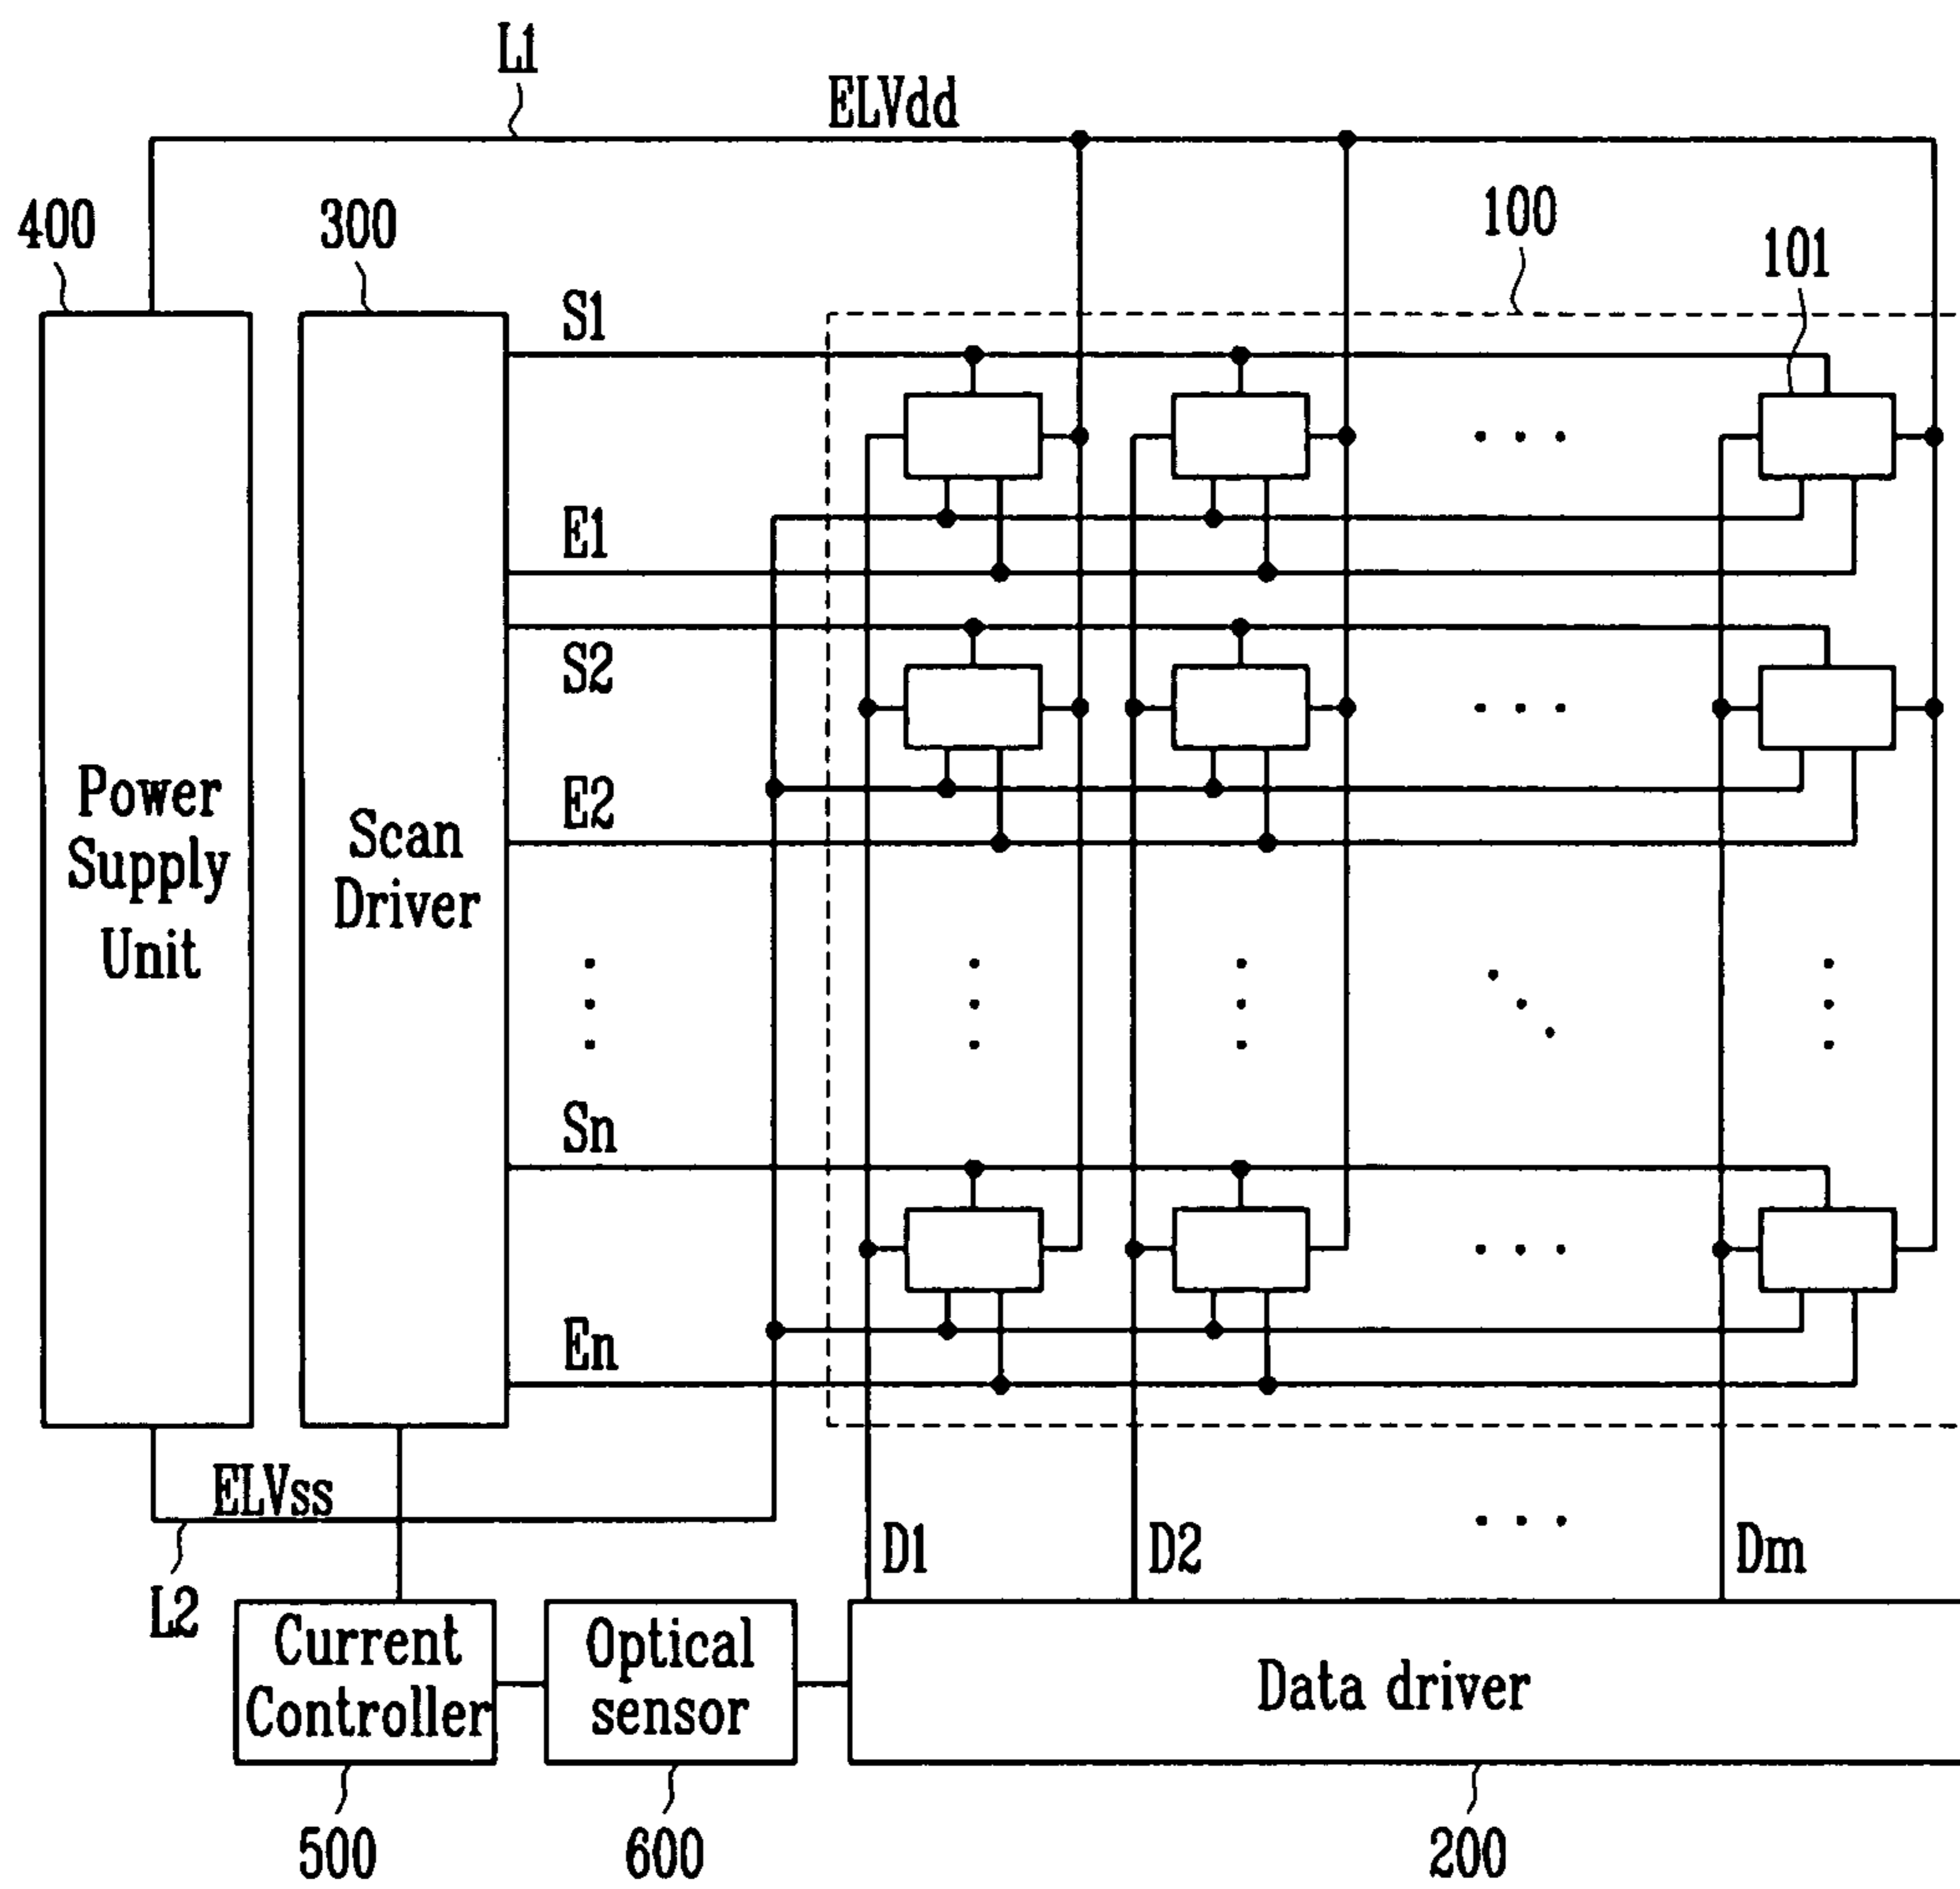 L1
ELVdd
400
300
100
101
S1
E1
S2
E2
Power
Supply
Unit
Scan
Driver
Sn
En
ELVss
L2
D1
D2
Dm
Current
Controller
Optical
sensor
Data driver
500
600
200